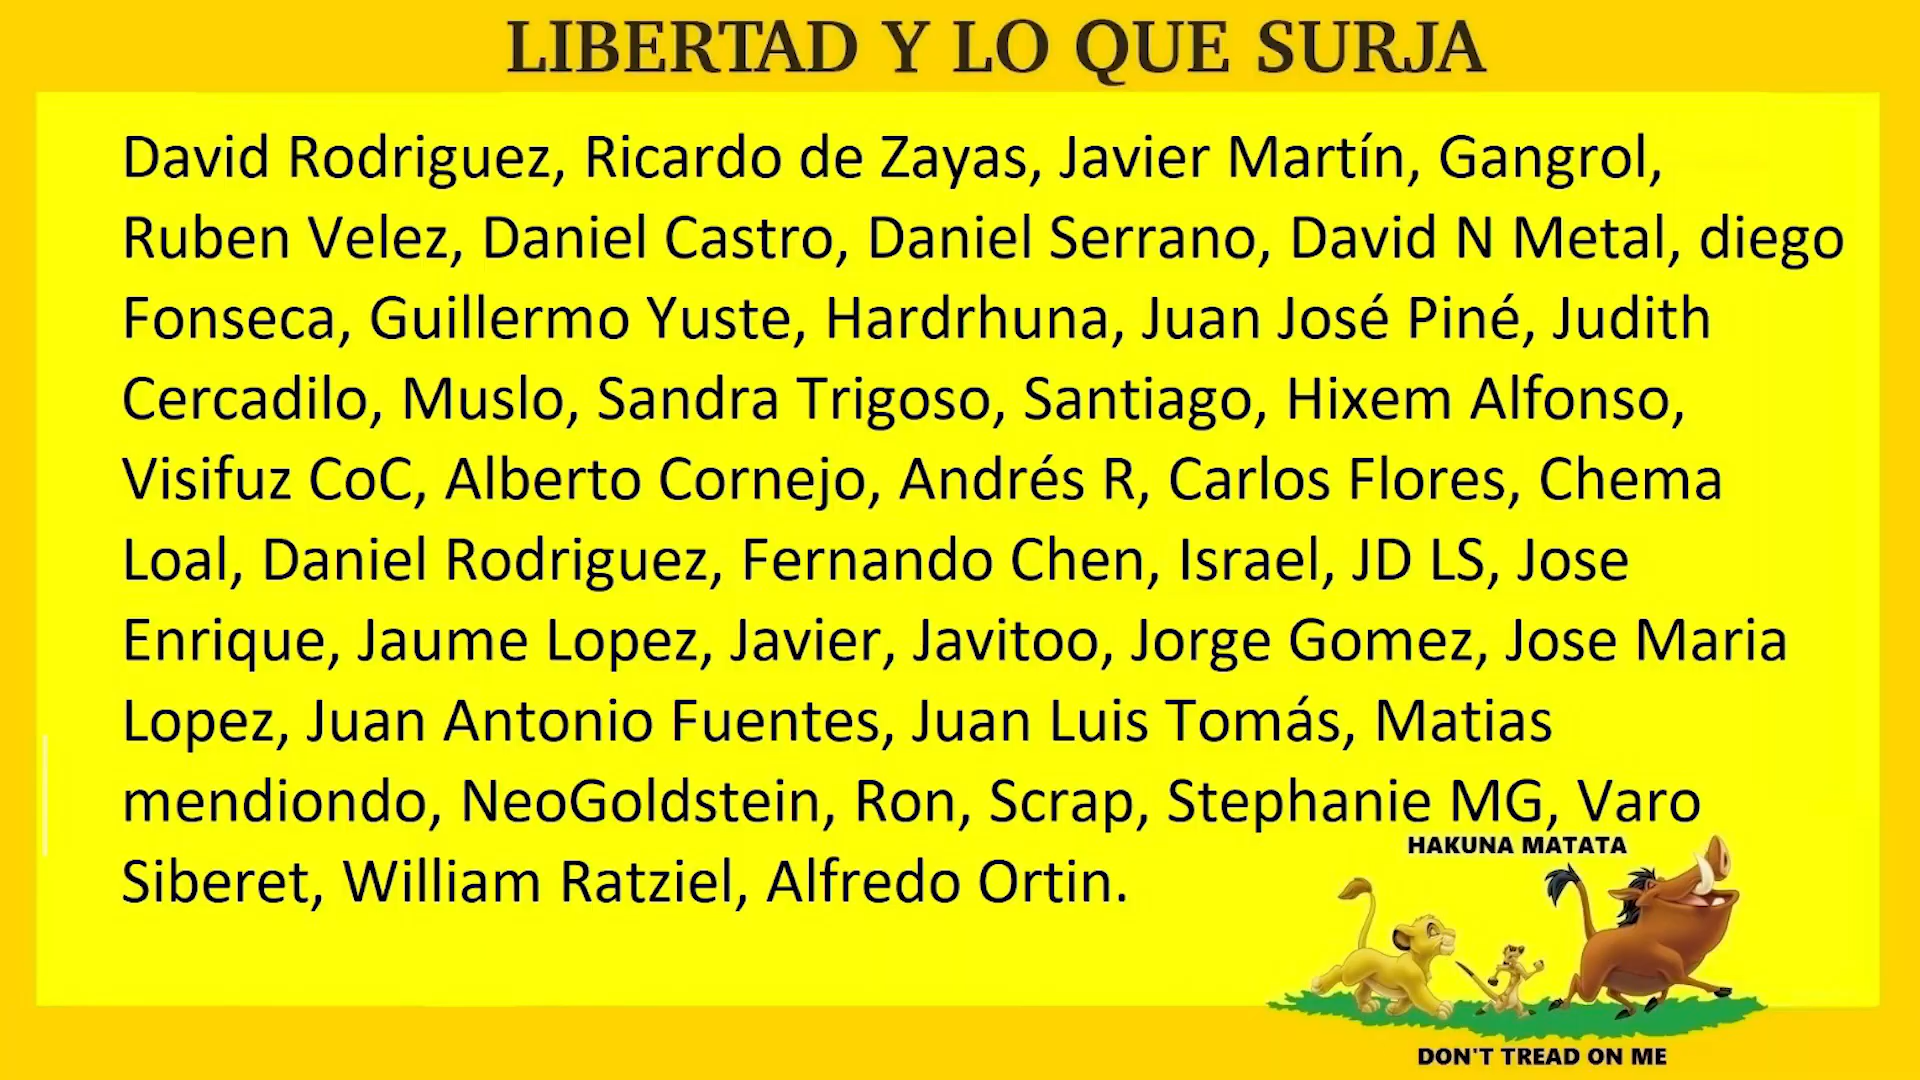 LIBERTAD Y LO QUE SURJA
David Rodriguez, Ricardo de Zayas, Javier Martín, Gangrol,
Ruben Velez, Daniel Castro, Daniel Serrano, David N Metal, diego
Fonseca, Guillermo Yuste, Hardrhuna, Juan José Piné, Judith
Cercadilo, Muslo, Sandra Trigoso, Santiago, Hixem Alfonso,
Visifuz CoC, Alberto Cornejo, Andrés R, Carlos Flores, Chema
Loal, Daniel Rodriguez, Fernando Chen, Israel, JD LS, Jose
Enrique, Jaume Lopez, Javier, Javitoo, Jorge Gomez, Jose Maria
Lopez, Juan Antonio Fuentes, Juan Luis Tomás, Matias
mendiondo, NeoGoldstein, Ron, Scrap, Stephanie MG, Varo
Siberet, William Ratziel, Alfredo Ortin.
HAKUNA MATATA
DON'T TREAD ON ME